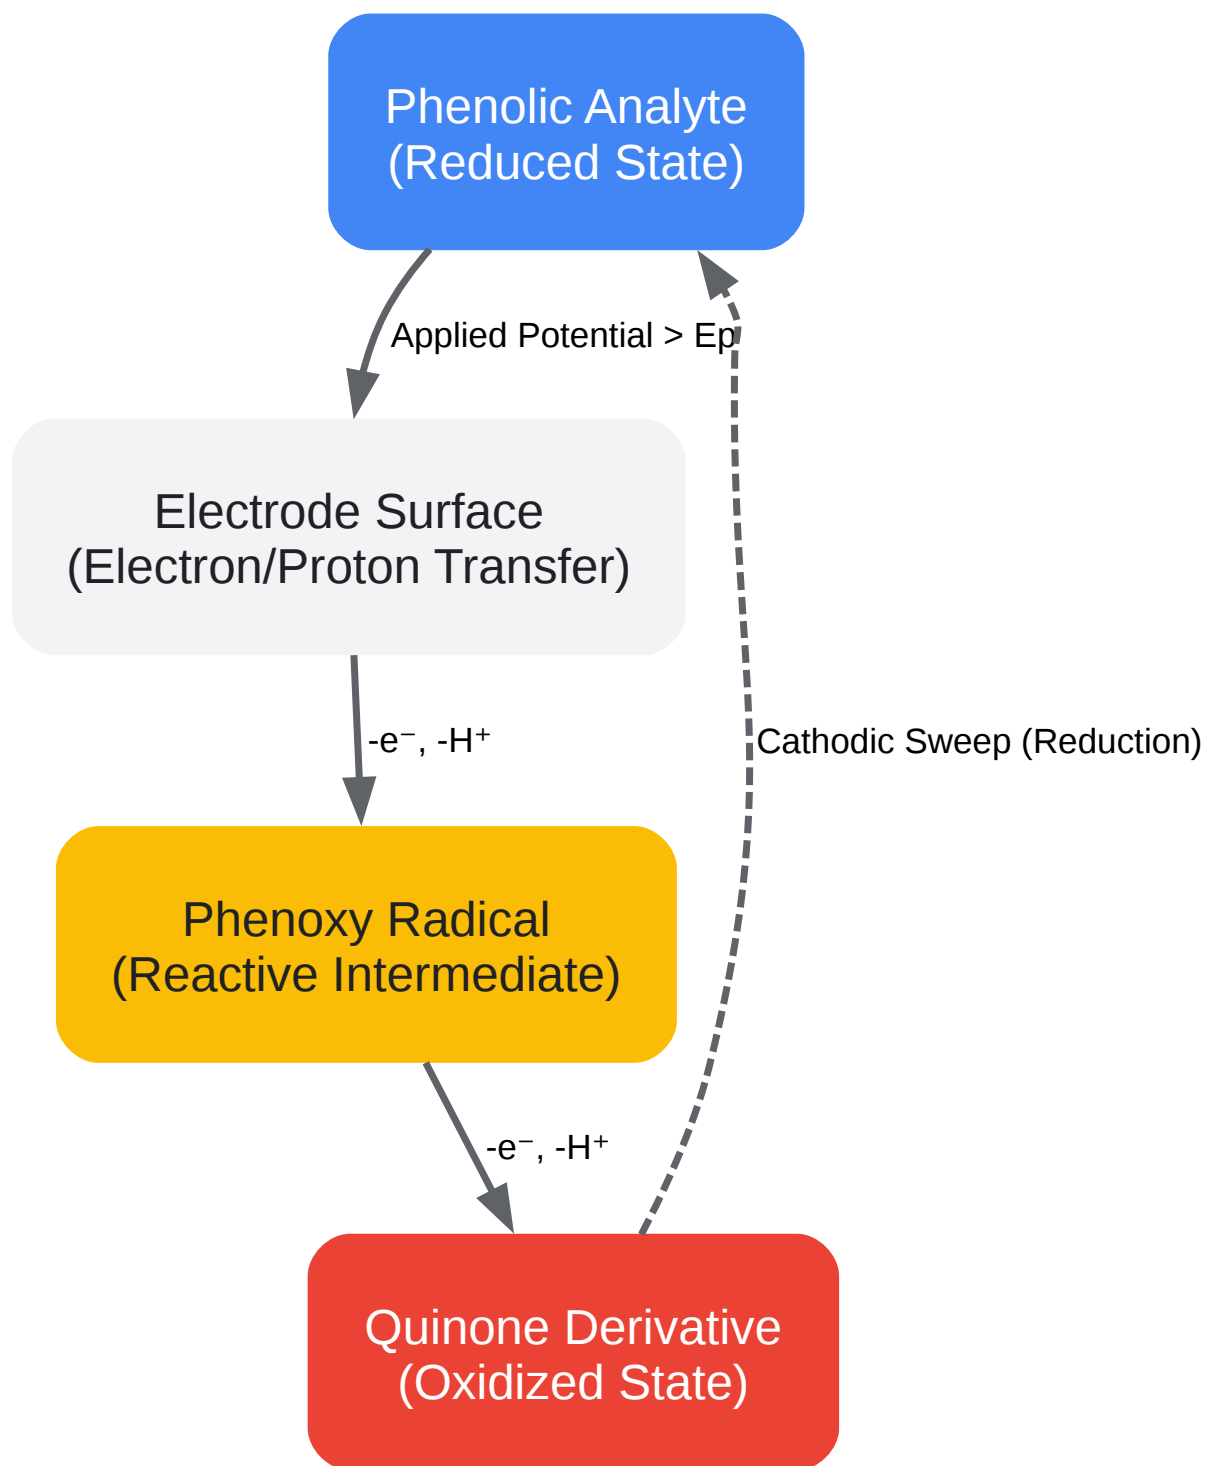 Phenolic Analyte
(Reduced State)
Applied Potential > Ep
Electrode Surface
(Electron/Proton Transfer)
-e⁻, -H⁺
Cathodic Sweep (Reduction)
Phenoxy Radical
(Reactive Intermediate)
-e⁻, -H⁺
Quinone Derivative
(Oxidized State)